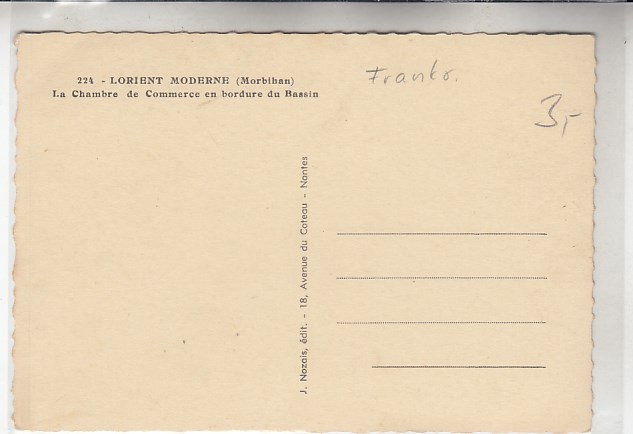 224 - LORIENT MODERNE (Morbihan)
La Chambre de Commerce en bordure du Bassin
Frankr.
3,-
J. Nozais, édit. - 18, Avenue du Coteau - Nantes